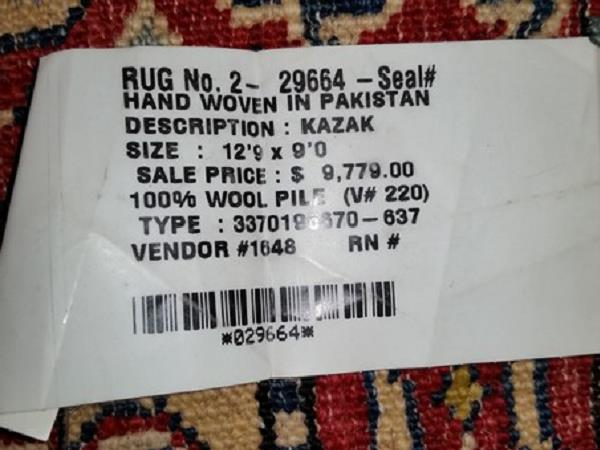 RUG No. 2- 29664 -Seal#
HAND WOVEN IN PAKISTAN
DESCRIPTION : KAZAK
SIZE : 12'9 x 9'0
SALE PRICE : $ 9,779.00
100% WOOL PILE (V# 220)
TYPE :
VENDOR #1648 RN #
*029664*